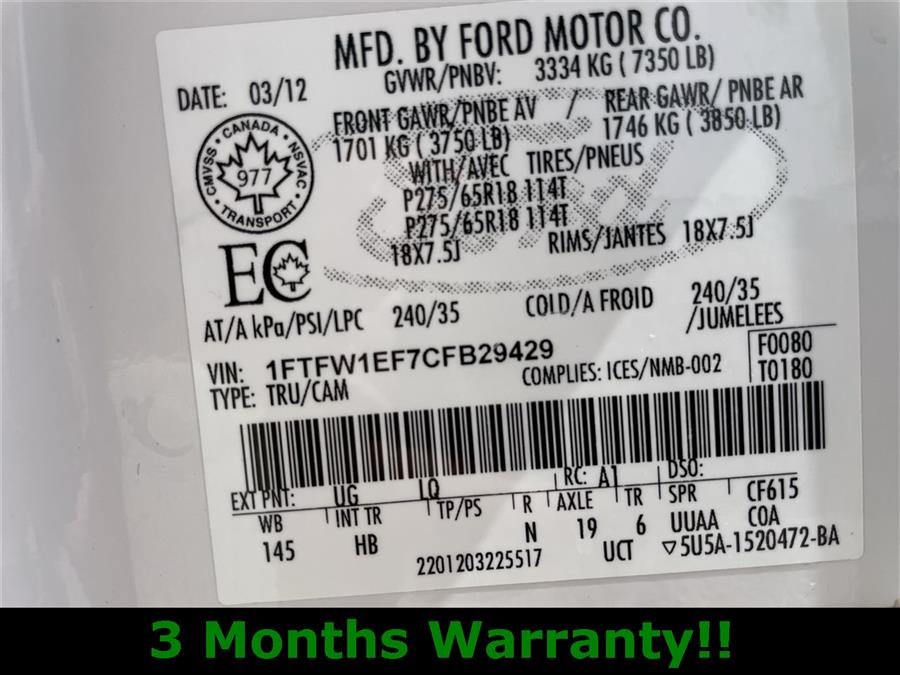 MFD. BY FORD MOTOR CO.
DATE: 03/12
GVWR/PNBV: 3334 KG ( 7350 LB)
FRONT GAWR/PNBE AV / REAR GAWR/ PNBE AR
1701 KG ( 3750 LB) 1746 KG ( 3850 LB)
WITH/AVEC TIRES/PNEUS
P275/65R18 114T
P275/65R18 114T
18X7.5J RIMS/JANTES 18X7.5J
CANADA
CMVSS 977 NSVAC
TRANSPORT
EC
AT/A kPa/PSI/LPC 240/35 COLD/A FROID 240/35
/JUMELEES
VIN: 1FTFW1EF7CFB29429
F0080
TYPE: TRU/CAM COMPLIES: ICES/NMB-002
T0180
EXT PNT: UG LQ RC: A1 DSO:
WB INT TR TP/PS R AXLE TR SPR CF615
145 HB N 19 6 UUAA COA
2201203225517 UCT ▽5U5A-1520472-BA
3 Months Warranty!!